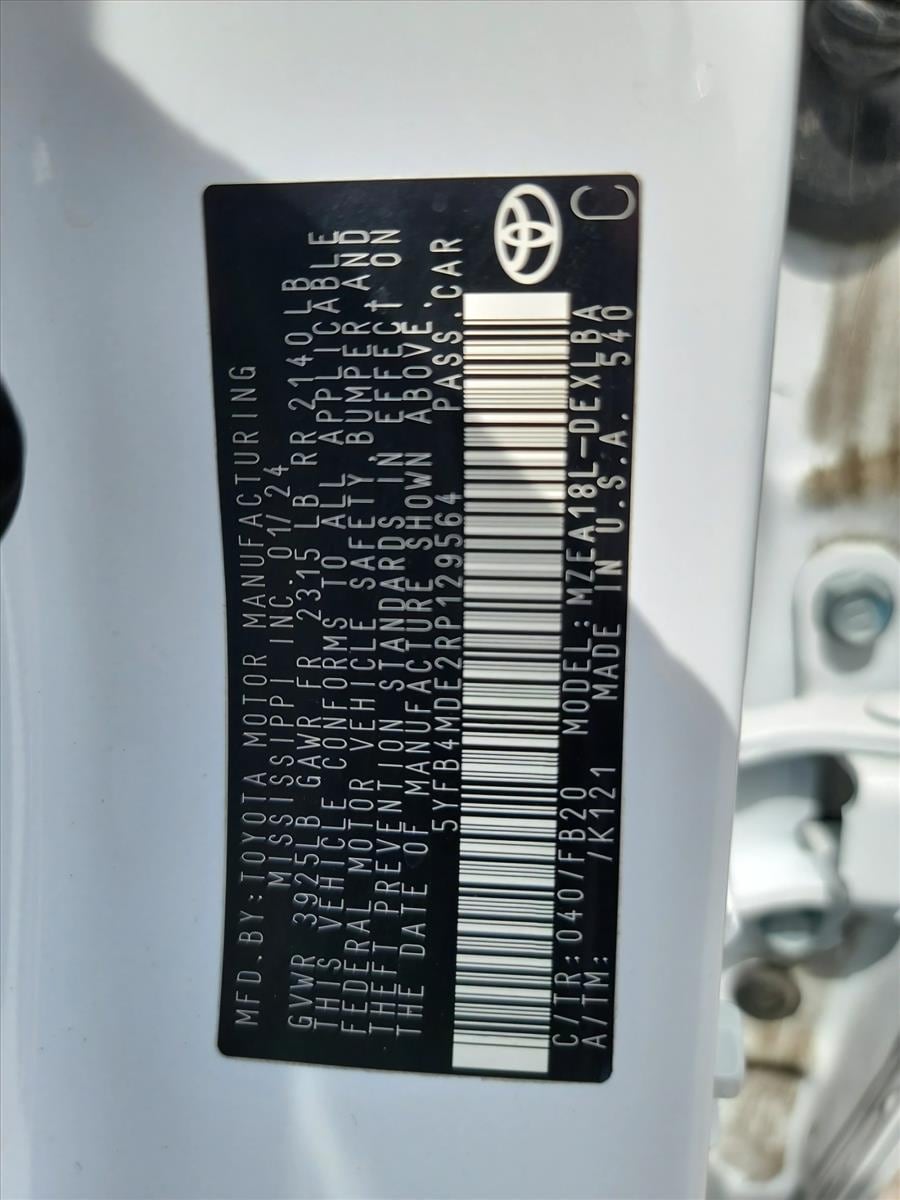 MFD.BY:TOYOTA MOTOR MANUFACTURING
MISSISSIPPI INC. 01/24
GVWR 3925LB GAWR FR 2315 LB RR 2140LB
THIS VEHICLE CONFORMS TO ALL APPLICABLE
FEDERAL MOTOR VEHICLE SAFETY, BUMPER, AND
THEFT PREVENTION STANDARDS IN EFFECT ON
THE DATE OF MANUFACTURE SHOWN ABOVE.
5YFB4MDE2RP129564 PASS.CAR
C/TR:040/FB20 MODEL:MZEA18L-DEXLBA
A/TM: /K121 MADE IN U.S.A. 540
C